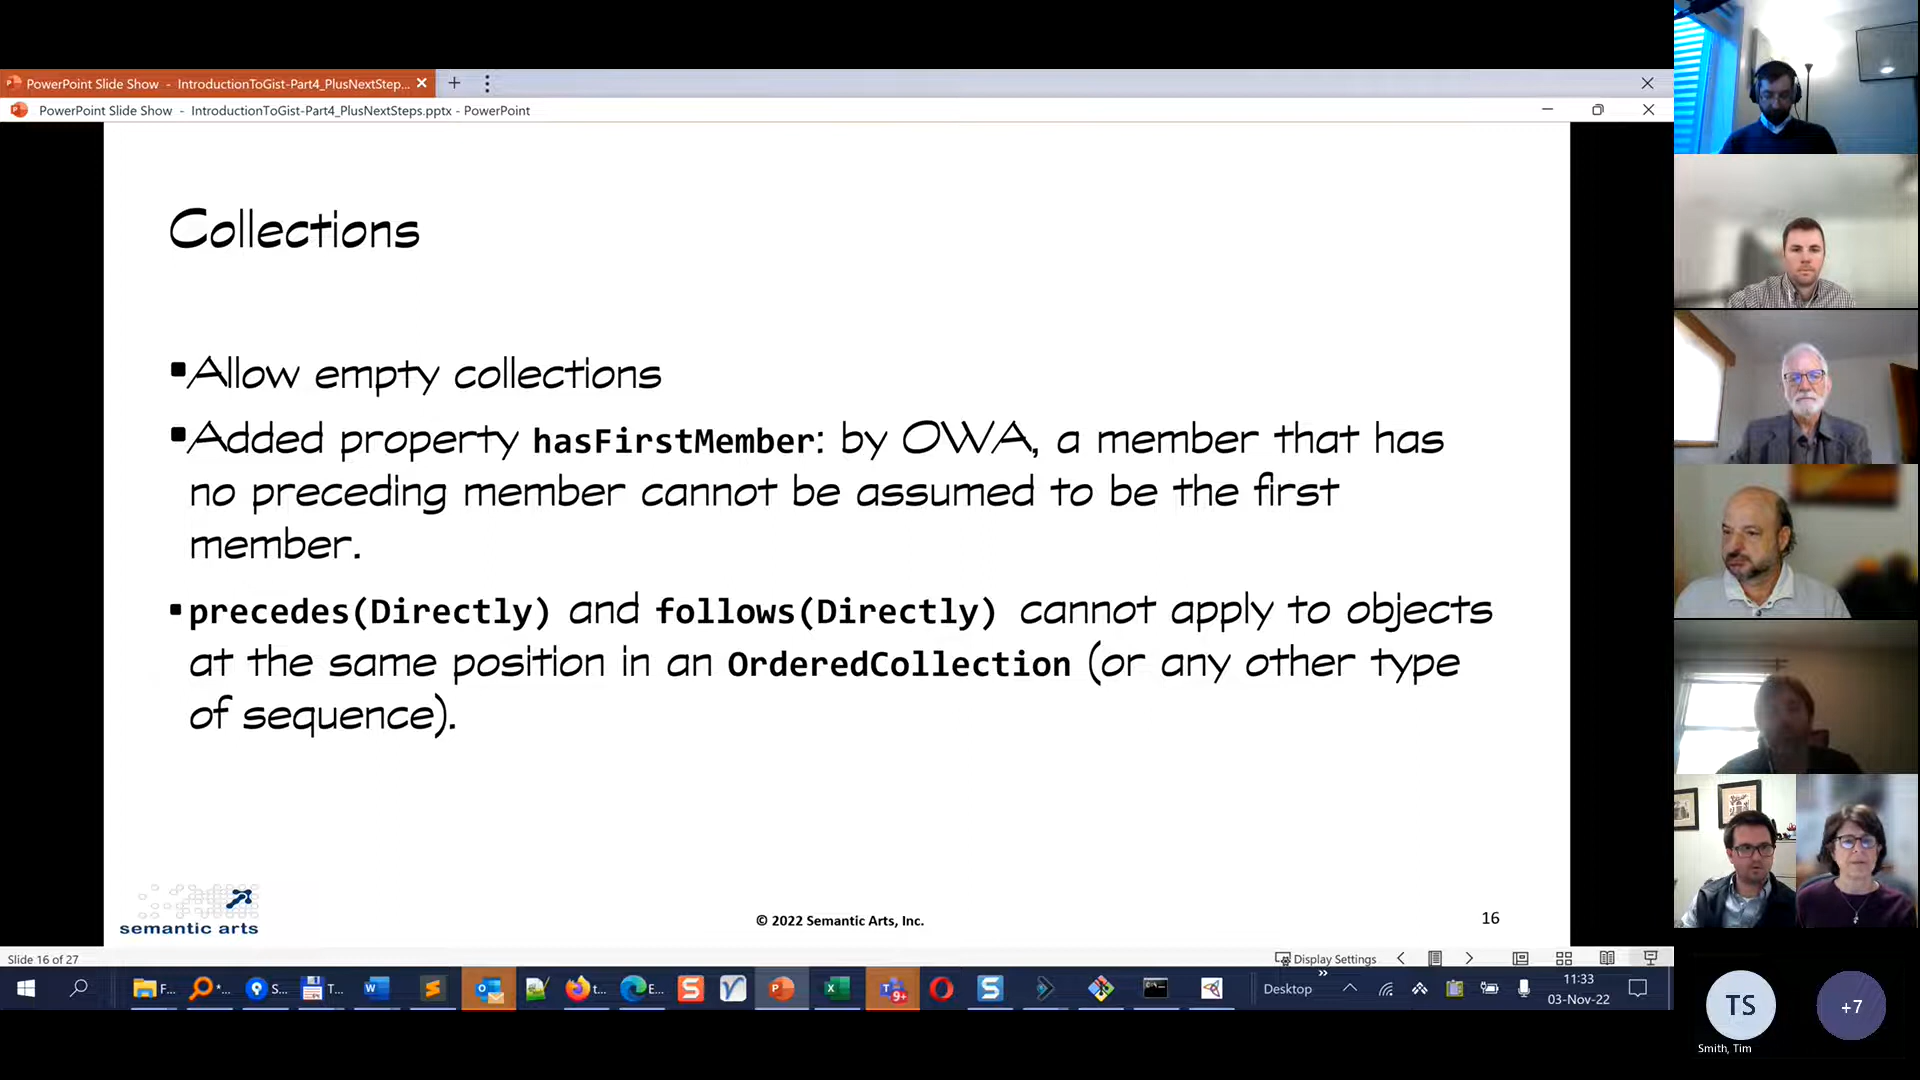 PowerPoint Slide Show - IntroductionToGist-Part4_PlusNextStep...
PowerPoint Slide Show - IntroductionToGist-Part4_PlusNextSteps.pptx - PowerPoint
Collections
▪Allow empty collections
▪Added property hasFirstMember: by OWA, a member that has
no preceding member cannot be assumed to be the first
member.
▪precedes(Directly) and follows(Directly) cannot apply to objects
at the same position in an OrderedCollection (or any other type
of sequence).
semantic arts
© 2022 Semantic Arts, Inc.
16
Slide 16 of 27
Display Settings
F...
*...
S...
T...
t...
E...
9+
Desktop
11:33
03-Nov-22
TS
+7
Smith, Tim